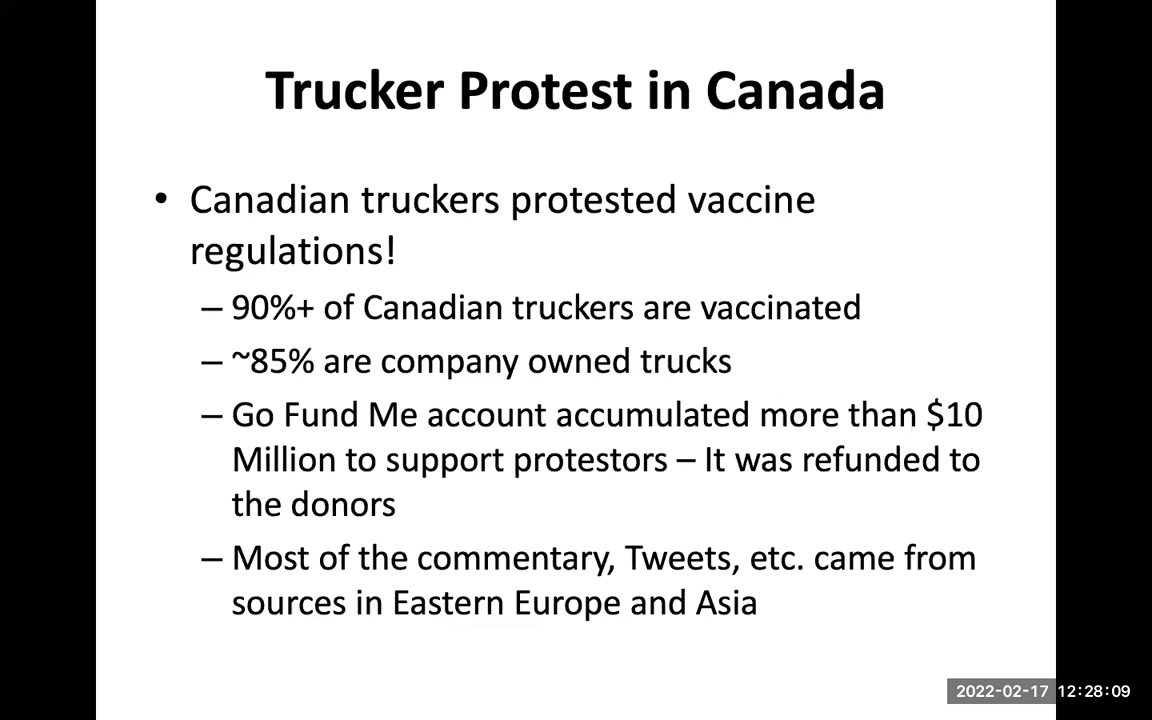 Trucker Protest in Canada
• Canadian truckers protested vaccine
regulations!
– 90%+ of Canadian truckers are vaccinated
– ~85% are company owned trucks
– Go Fund Me account accumulated more than $10
Million to support protestors – It was refunded to
the donors
– Most of the commentary, Tweets, etc. came from
sources in Eastern Europe and Asia
2022-02-17 12:28:09